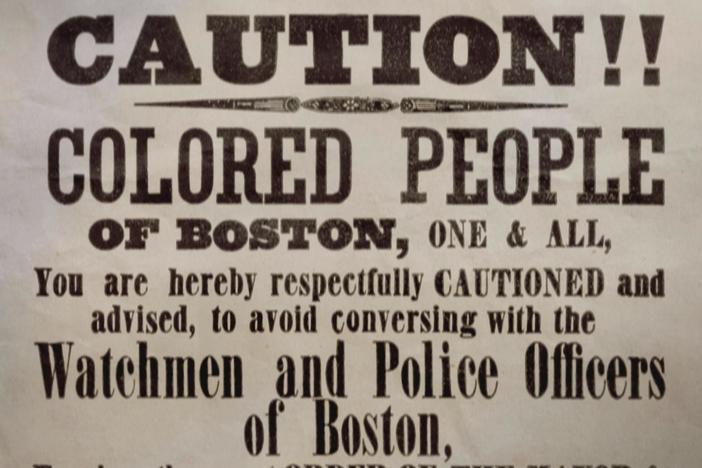 CAUTION!!
COLORED PEOPLE
OF BOSTON, ONE & ALL,
You are hereby respectfully CAUTIONED and
advised, to avoid conversing with the
Watchmen and Police Officers
of Boston,